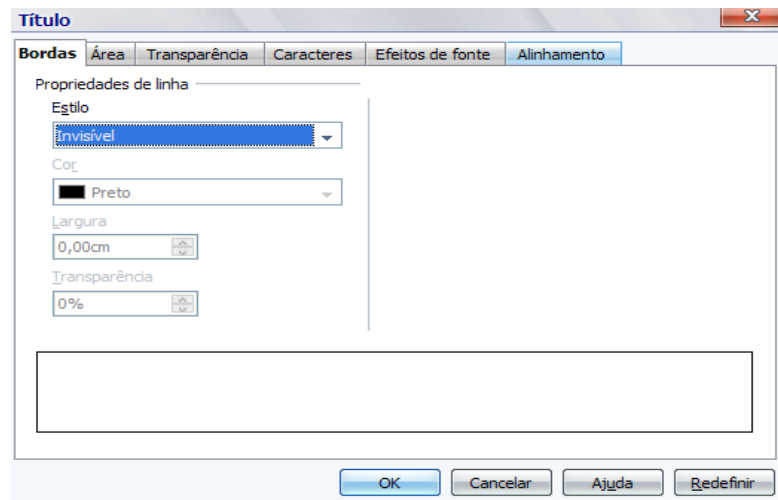 Título
Bordas Área Transparência Caracteres Efeitos de fonte Alinhamento
Propriedades de linha
Estilo
Invisível
Cor
Preto
Largura
0,00cm
Transparência
0%
OK Cancelar Ajuda Redefinir